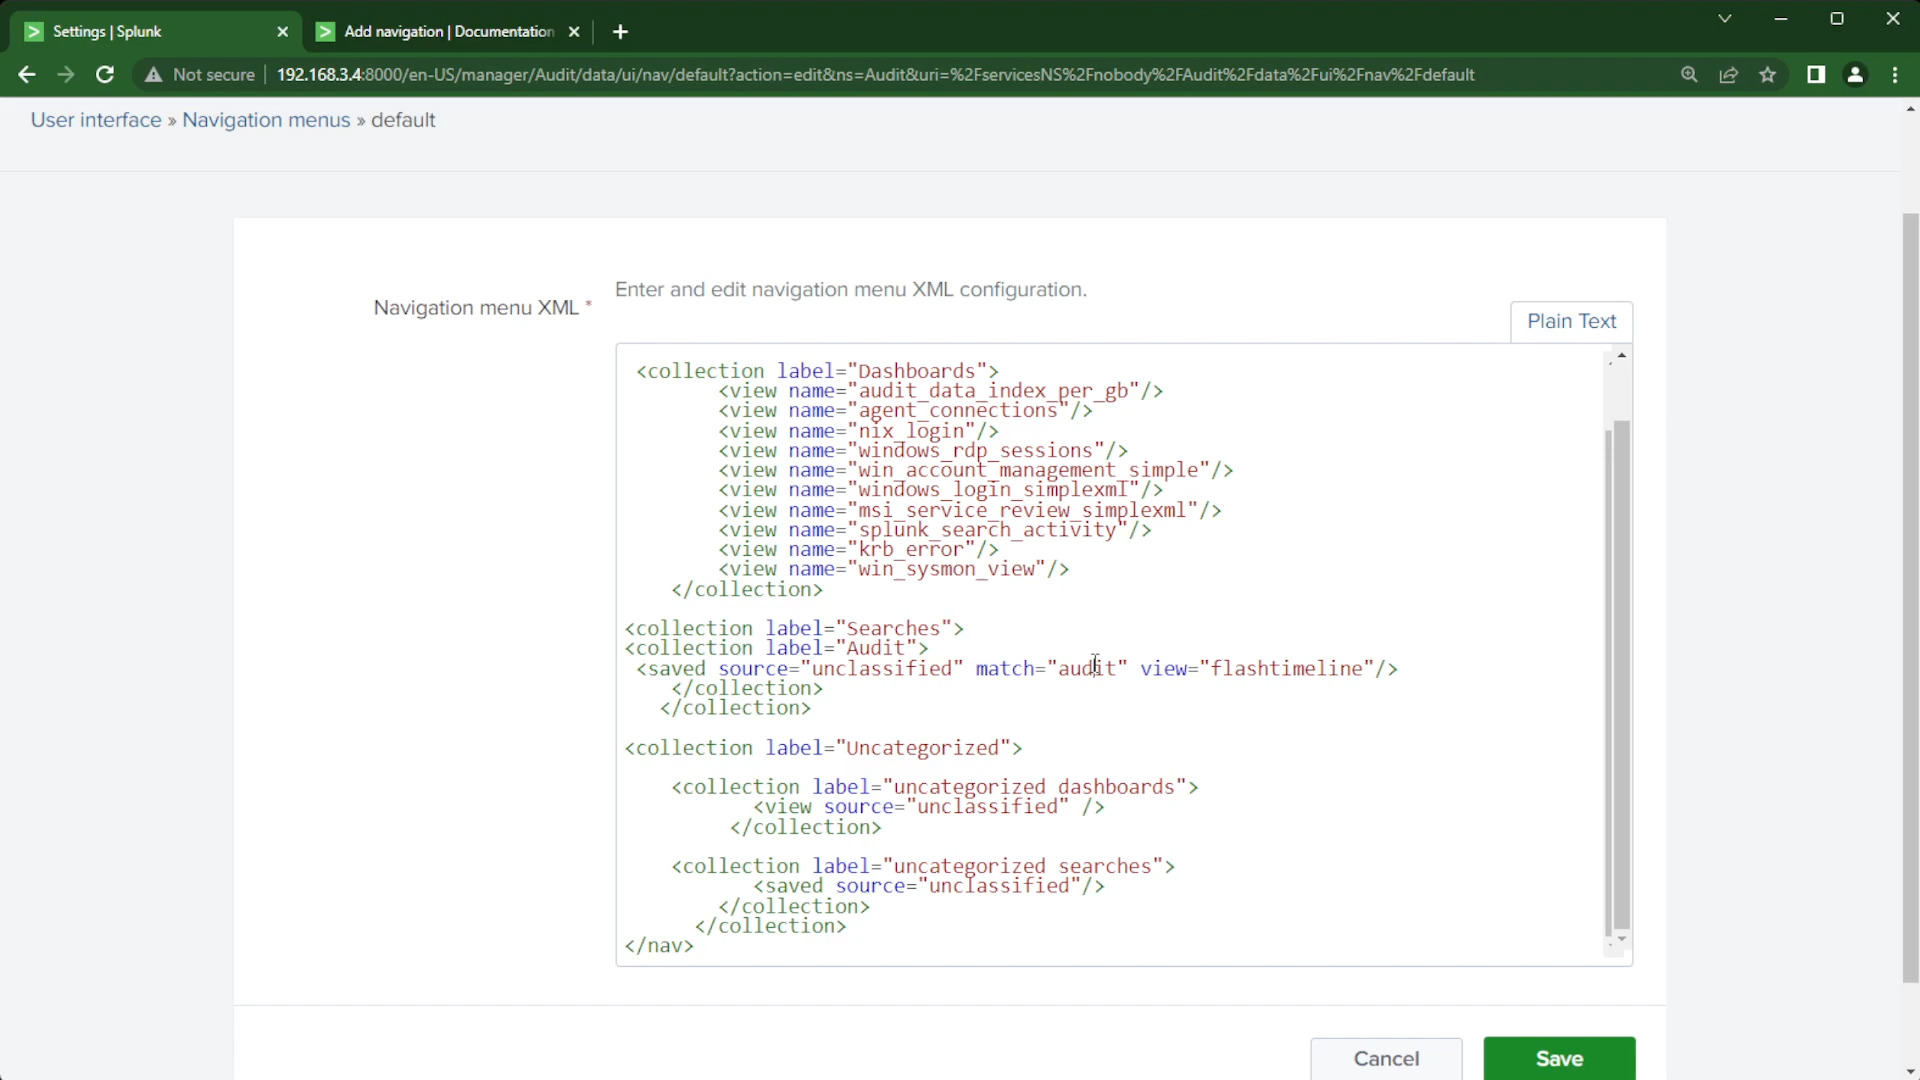 Settings | Splunk
Add navigation | Documentation
Not secure
192.168.3.4:8000/en-US/manager/Audit/data/ui/nav/default?action=edit&ns=Audit&uri=%2FservicesNS%2Fnobody%2FAudit%2Fdata%2Fui%2Fnav%2Fdefault
User interface » Navigation menus » default
Enter and edit navigation menu XML configuration.
Navigation menu XML *
Plain Text
<collection label="Dashboards">
<view name="audit_data_index_per_gb"/>
<view name="agent_connections"/>
<view name="nix_login"/>
<view name="windows_rdp_sessions"/>
<view name="win_account_management_simple"/>
<view name="windows_login_simplexml"/>
<view name="msi_service_review_simplexml"/>
<view name="splunk_search_activity"/>
<view name="krb_error"/>
<view name="win_sysmon_view"/>
</collection>
<collection label="Searches">
<collection label="Audit">
<saved source="unclassified" match="audit" view="flashtimeline"/>
</collection>
</collection>
<collection label="Uncategorized">
<collection label="uncategorized dashboards">
<view source="unclassified" />
</collection>
<collection label="uncategorized searches">
<saved source="unclassified"/>
</collection>
</collection>
</nav>
Cancel
Save